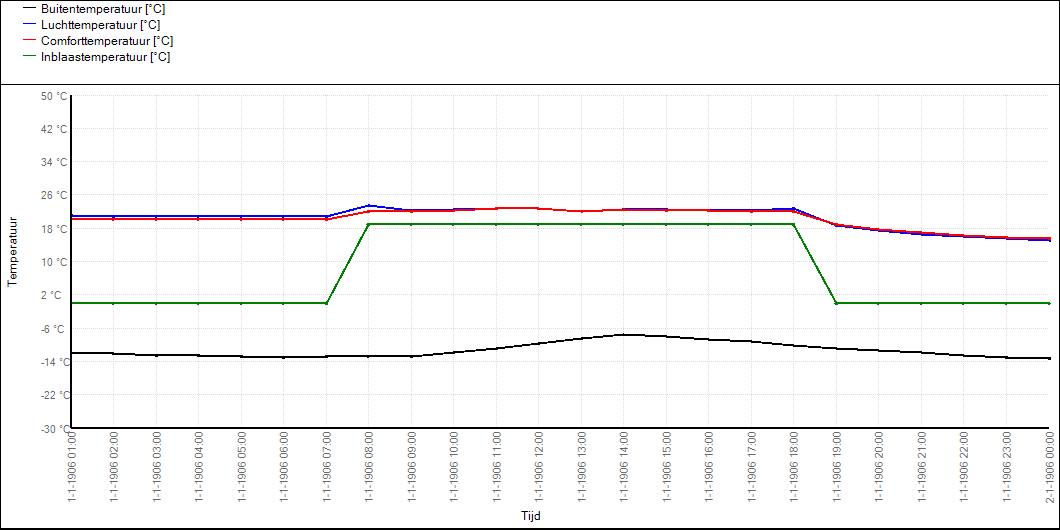 Buitentemperatuur [°C]
Luchttemperatuur [°C]
Comforttemperatuur [°C]
Inblaastemperatuur [°C]
50 °C
42 °C
34 °C
26 °C
18 °C
10 °C
2 °C
-6 °C
-14 °C
-22 °C
-30 °C
Temperatuur
1-1-1906 01:00
1-1-1906 02:00
1-1-1906 03:00
1-1-1906 04:00
1-1-1906 05:00
1-1-1906 06:00
1-1-1906 07:00
1-1-1906 08:00
1-1-1906 09:00
1-1-1906 10:00
1-1-1906 11:00
1-1-1906 12:00
1-1-1906 13:00
1-1-1906 14:00
1-1-1906 15:00
1-1-1906 16:00
1-1-1906 17:00
1-1-1906 18:00
1-1-1906 19:00
1-1-1906 20:00
1-1-1906 21:00
1-1-1906 22:00
1-1-1906 23:00
2-1-1906 00:00
Tijd